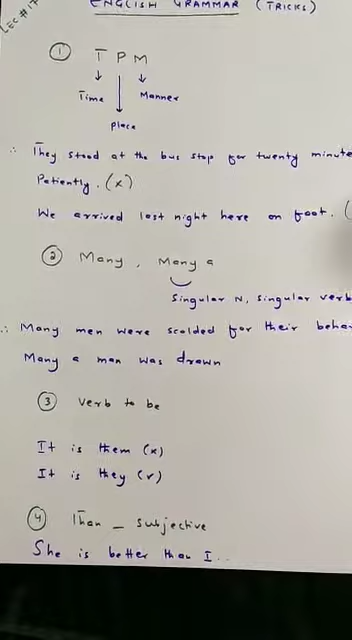 LEC # 17
ENGLISH GRAMMAR (TRICKS)
① T P M
Time Manner
place
∴ They stood at the bus stop for twenty minute
Patiently. (x)
We arrived last night here on foot. (
② Many, Many a
Singular N, singular verb
∴ Many men were scolded for their behav
Many a man was drawn
③ verb to be
It is them (x)
It is they (v)
④ Than _ subjective
She is better than I..